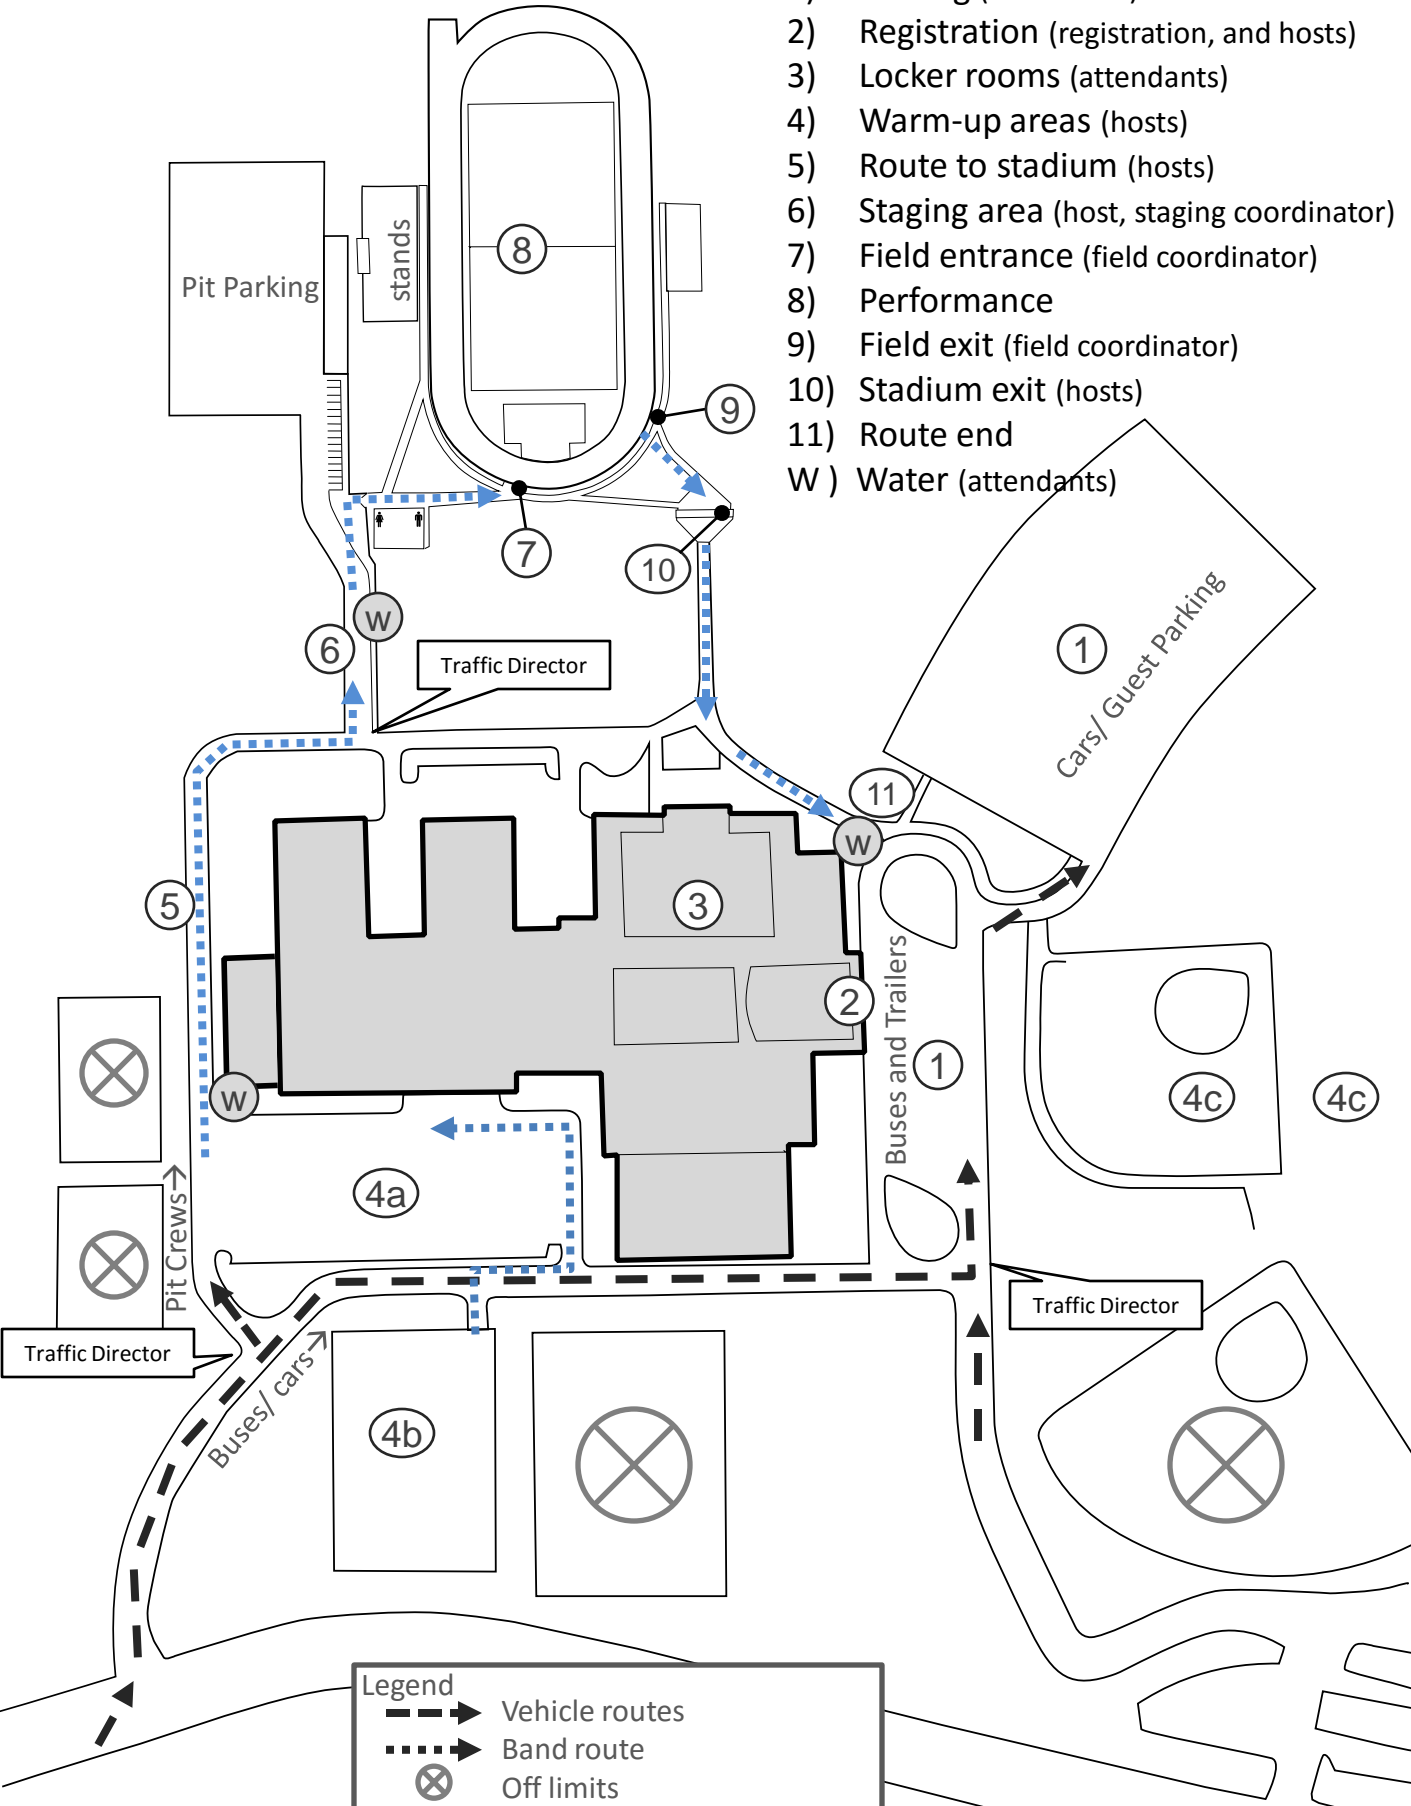 2) Registration (registration, and hosts)
3) Locker rooms (attendants)
4) Warm-up areas (hosts)
5) Route to stadium (hosts)
6) Staging area (host, staging coordinator)
7) Field entrance (field coordinator)
8) Performance
9) Field exit (field coordinator)
10) Stadium exit (hosts)
11) Route end
W ) Water (attendants)
Pit Parking
stands
8
9
7
10
W
6
Traffic Director
1
Cars/ Guest Parking
11
W
5
3
2
Buses and Trailers
1
4c
4c
W
4a
Pit Crews→
Traffic Director
Traffic Director
Buses/ cars→
4b
Legend
Vehicle routes
Band route
Off limits